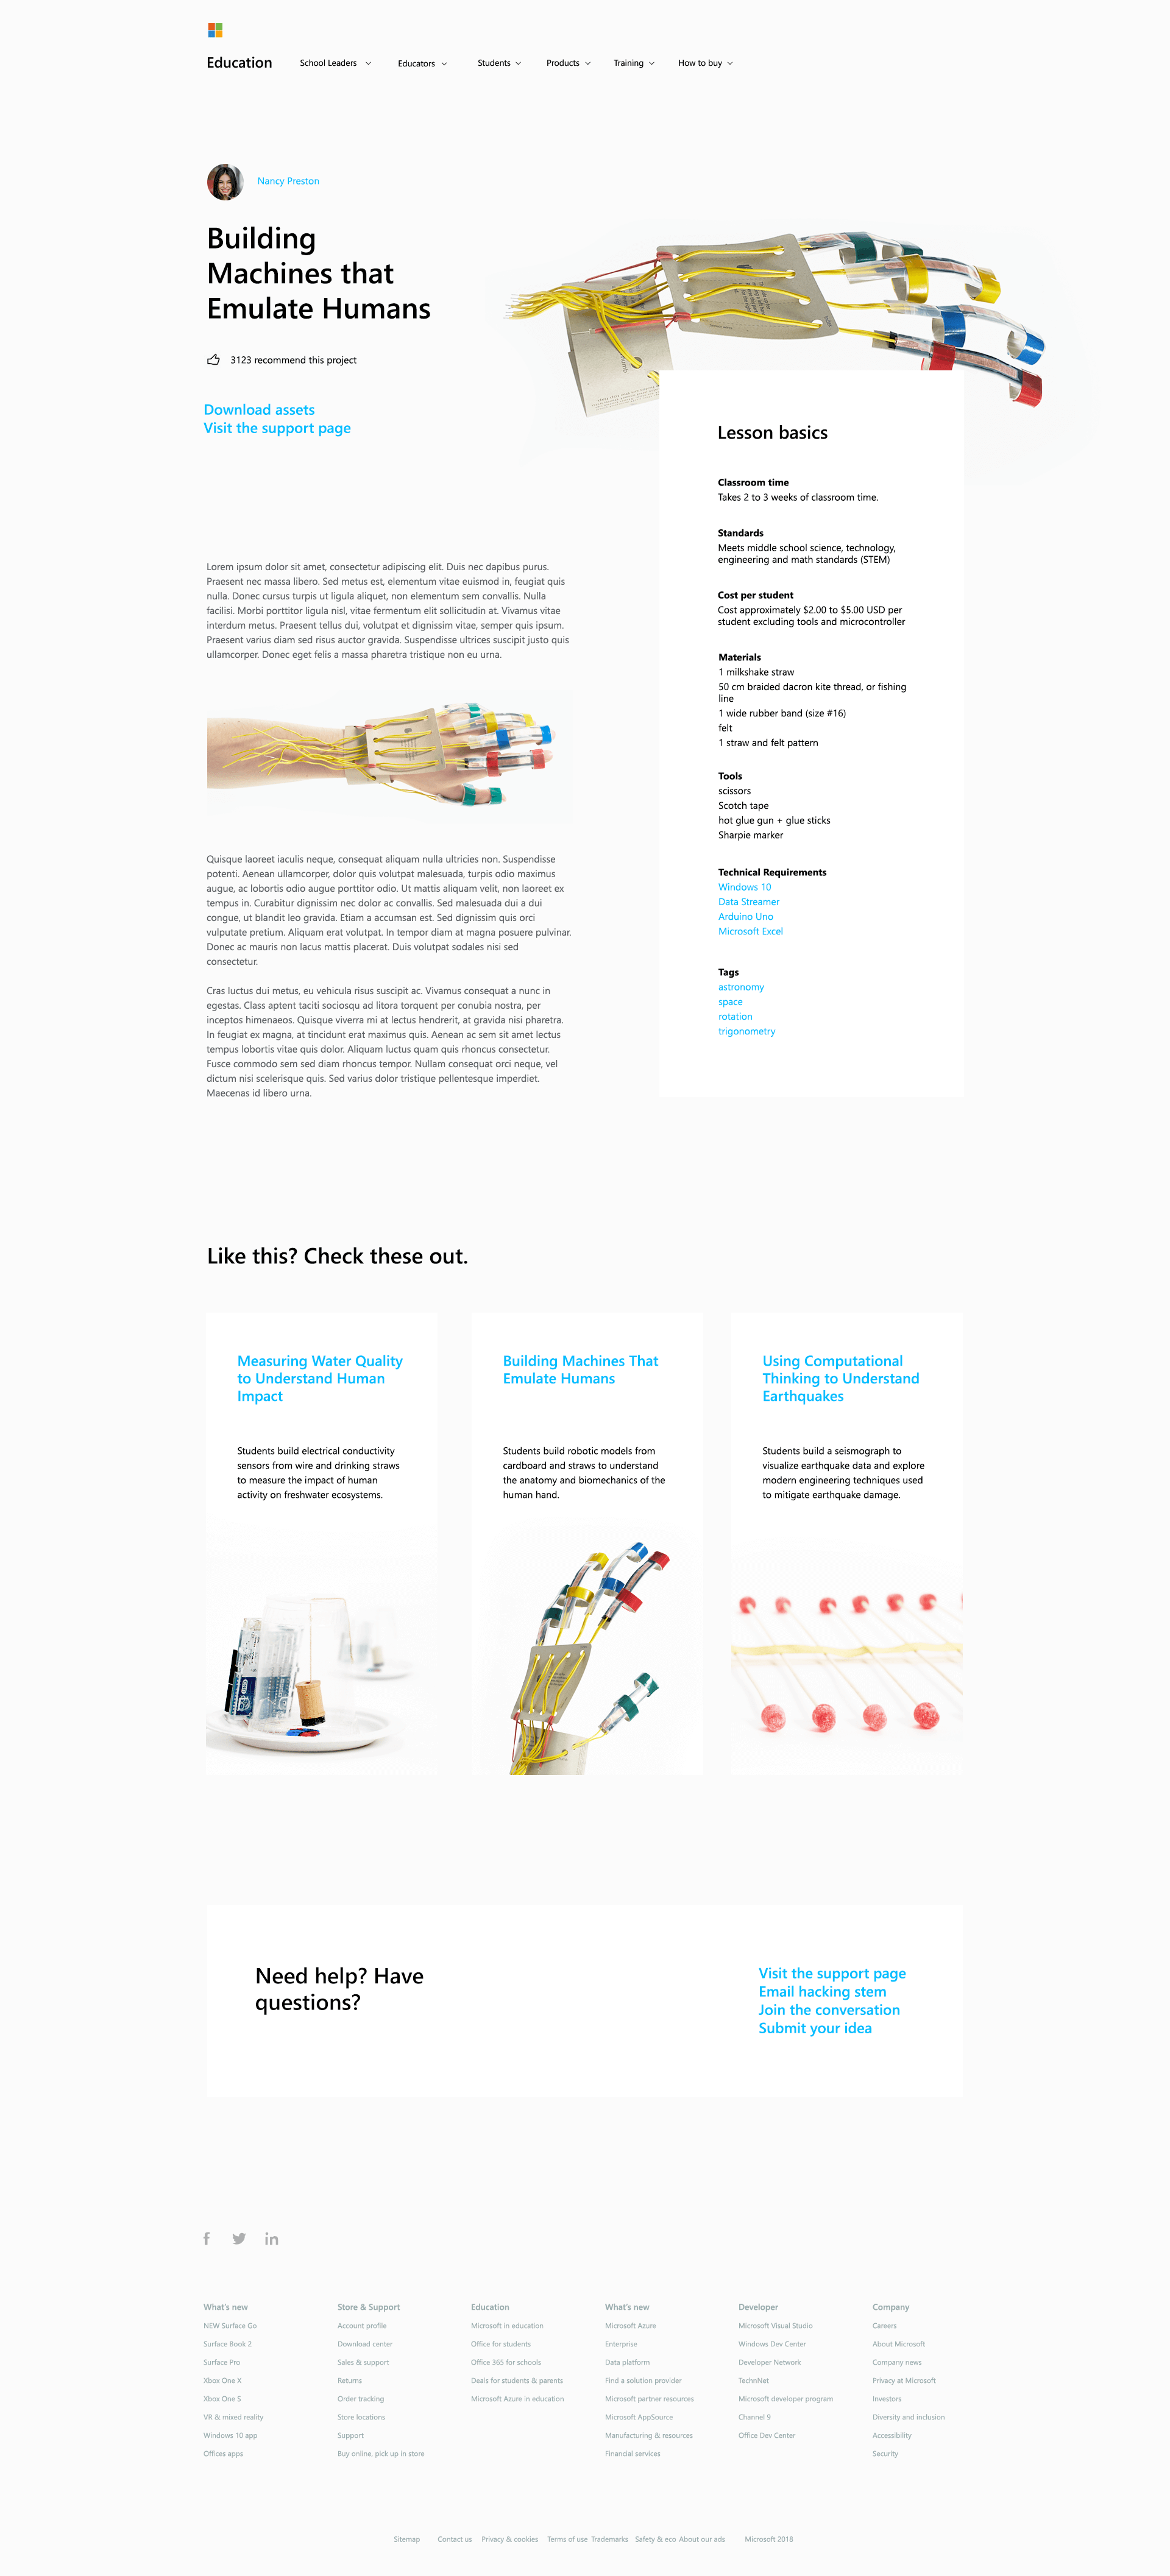 Education
School Leaders
Educators
Students
Products
Training
How to buy
Nancy Preston
Building
Machines that
Emulate Humans
3123 recommend this project
Download assets
Visit the support page
Lorem ipsum dolor sit amet, consectetur adipiscing elit. Duis nec dapibus purus.
Praesent nec massa libero. Sed metus est, elementum vitae euismod in, feugiat quis
nulla. Donec cursus turpis ut ligula aliquet, non elementum sem convallis. Nulla
facilisi. Morbi porttitor ligula nisl, vitae fermentum elit sollicitudin at. Vivamus vitae
interdum metus. Praesent tellus dui, volutpat et dignissim vitae, semper quis ipsum.
Praesent varius diam sed risus auctor gravida. Suspendisse ultrices suscipit justo quis
ullamcorper. Donec eget felis a massa pharetra tristique non eu urna.
Quisque laoreet iaculis neque, consequat aliquam nulla ultricies non. Suspendisse
potenti. Aenean ullamcorper, dolor quis volutpat malesuada, turpis odio maximus
augue, ac lobortis odio augue porttitor odio. Ut mattis aliquam velit, non laoreet ex
tempus in. Curabitur dignissim nec dolor ac convallis. Sed malesuada dui a dui
congue, ut blandit leo gravida. Etiam a accumsan est. Sed dignissim quis orci
vulputate pretium. Aliquam erat volutpat. In tempor diam at magna posuere pulvinar.
Donec ac mauris non lacus mattis placerat. Duis volutpat sodales nisi sed
consectetur.
Cras luctus dui metus, eu vehicula risus suscipit ac. Vivamus consequat a nunc in
egestas. Class aptent taciti sociosqu ad litora torquent per conubia nostra, per
inceptos himenaeos. Quisque viverra mi at lectus hendrerit, at gravida nisi pharetra.
In feugiat ex magna, at tincidunt erat maximus quis. Aenean ac sem sit amet lectus
tempus lobortis vitae quis dolor. Aliquam luctus quam quis rhoncus consectetur.
Fusce commodo sem sed diam rhoncus tempor. Nullam consequat orci neque, vel
dictum nisi scelerisque quis. Sed varius dolor tristique pellentesque imperdiet.
Maecenas id libero urna.
Lesson basics
Classroom time
Takes 2 to 3 weeks of classroom time.
Standards
Meets middle school science, technology,
engineering and math standards (STEM)
Cost per student
Cost approximately $2.00 to $5.00 USD per
student excluding tools and microcontroller
Materials
1 milkshake straw
50 cm braided dacron kite thread, or fishing
line
1 wide rubber band (size #16)
felt
1 straw and felt pattern
Tools
scissors
Scotch tape
hot glue gun + glue sticks
Sharpie marker
Technical Requirements
Windows 10
Data Streamer
Arduino Uno
Microsoft Excel
Tags
astronomy
space
rotation
trigonometry
Like this? Check these out.
Measuring Water Quality
to Understand Human
Impact
Students build electrical conductivity
sensors from wire and drinking straws
to measure the impact of human
activity on freshwater ecosystems.
Building Machines That
Emulate Humans
Students build robotic models from
cardboard and straws to understand
the anatomy and biomechanics of the
human hand.
Using Computational
Thinking to Understand
Earthquakes
Students build a seismograph to
visualize earthquake data and explore
modern engineering techniques used
to mitigate earthquake damage.
Need help? Have
questions?
Visit the support page
Email hacking stem
Join the conversation
Submit your idea
What's new
NEW Surface Go
Surface Book 2
Surface Pro
Xbox One X
Xbox One S
VR & mixed reality
Windows 10 app
Offices apps
Store & Support
Account profile
Download center
Sales & support
Returns
Order tracking
Store locations
Support
Buy online, pick up in store
Education
Microsoft in education
Office for students
Office 365 for schools
Deals for students & parents
Microsoft Azure in education
What's new
Microsoft Azure
Enterprise
Data platform
Find a solution provider
Microsoft partner resources
Microsoft AppSource
Manufacturing & resources
Financial services
Developer
Microsoft Visual Studio
Windows Dev Center
Developer Network
TechnNet
Microsoft developer program
Channel 9
Office Dev Center
Company
Careers
About Microsoft
Company news
Privacy at Microsoft
Investors
Diversity and inclusion
Accessibility
Security
Sitemap Contact us Privacy & cookies Terms of use Trademarks Safety & eco About our ads Microsoft 2018